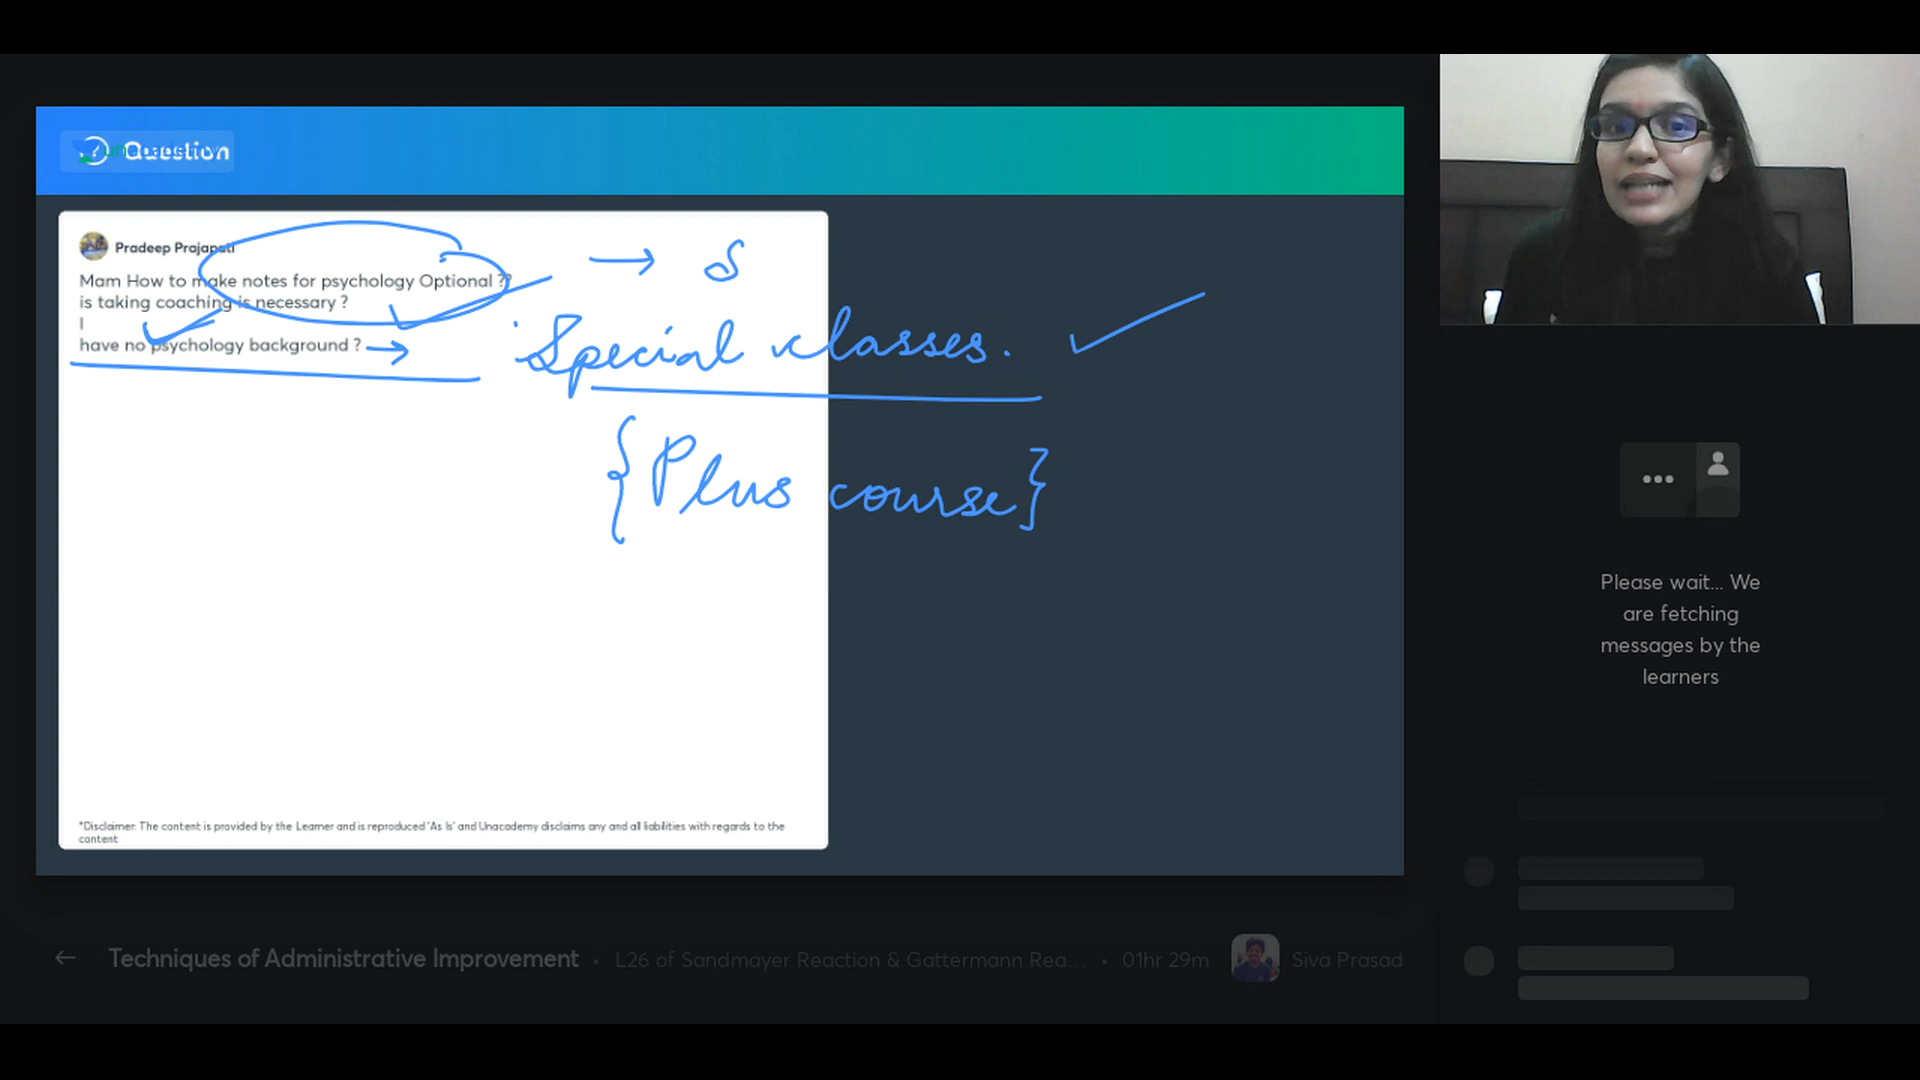 Question
Pradeep Prajapati
Mam How to make notes for psychology Optional ??
is taking coaching is necessary ?
I
have no psychology background ?
→ S
Special classes.
{Plus course}
*Disclaimer: The content is provided by the Learner and is reproduced 'As Is' and Unacademy disclaims any and all liabilities with regards to the
content
Please wait... We
are fetching
messages by the
learners
← Techniques of Administrative Improvement • L26 of Sandmayer Reaction & Gattermann Rea... • 01hr 29m Siva Prasad